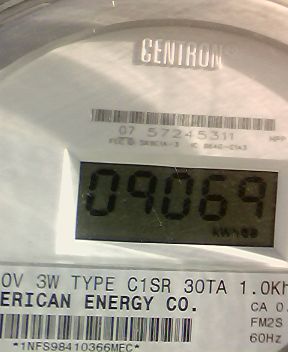 CENTRON®
07 57245311
09069
kWh
0V 3W TYPE C1SR 30TA 1.0Kh
ERICAN ENERGY CO. CA 0.
FM2S
60Hz
*1NFS98410366MEC*